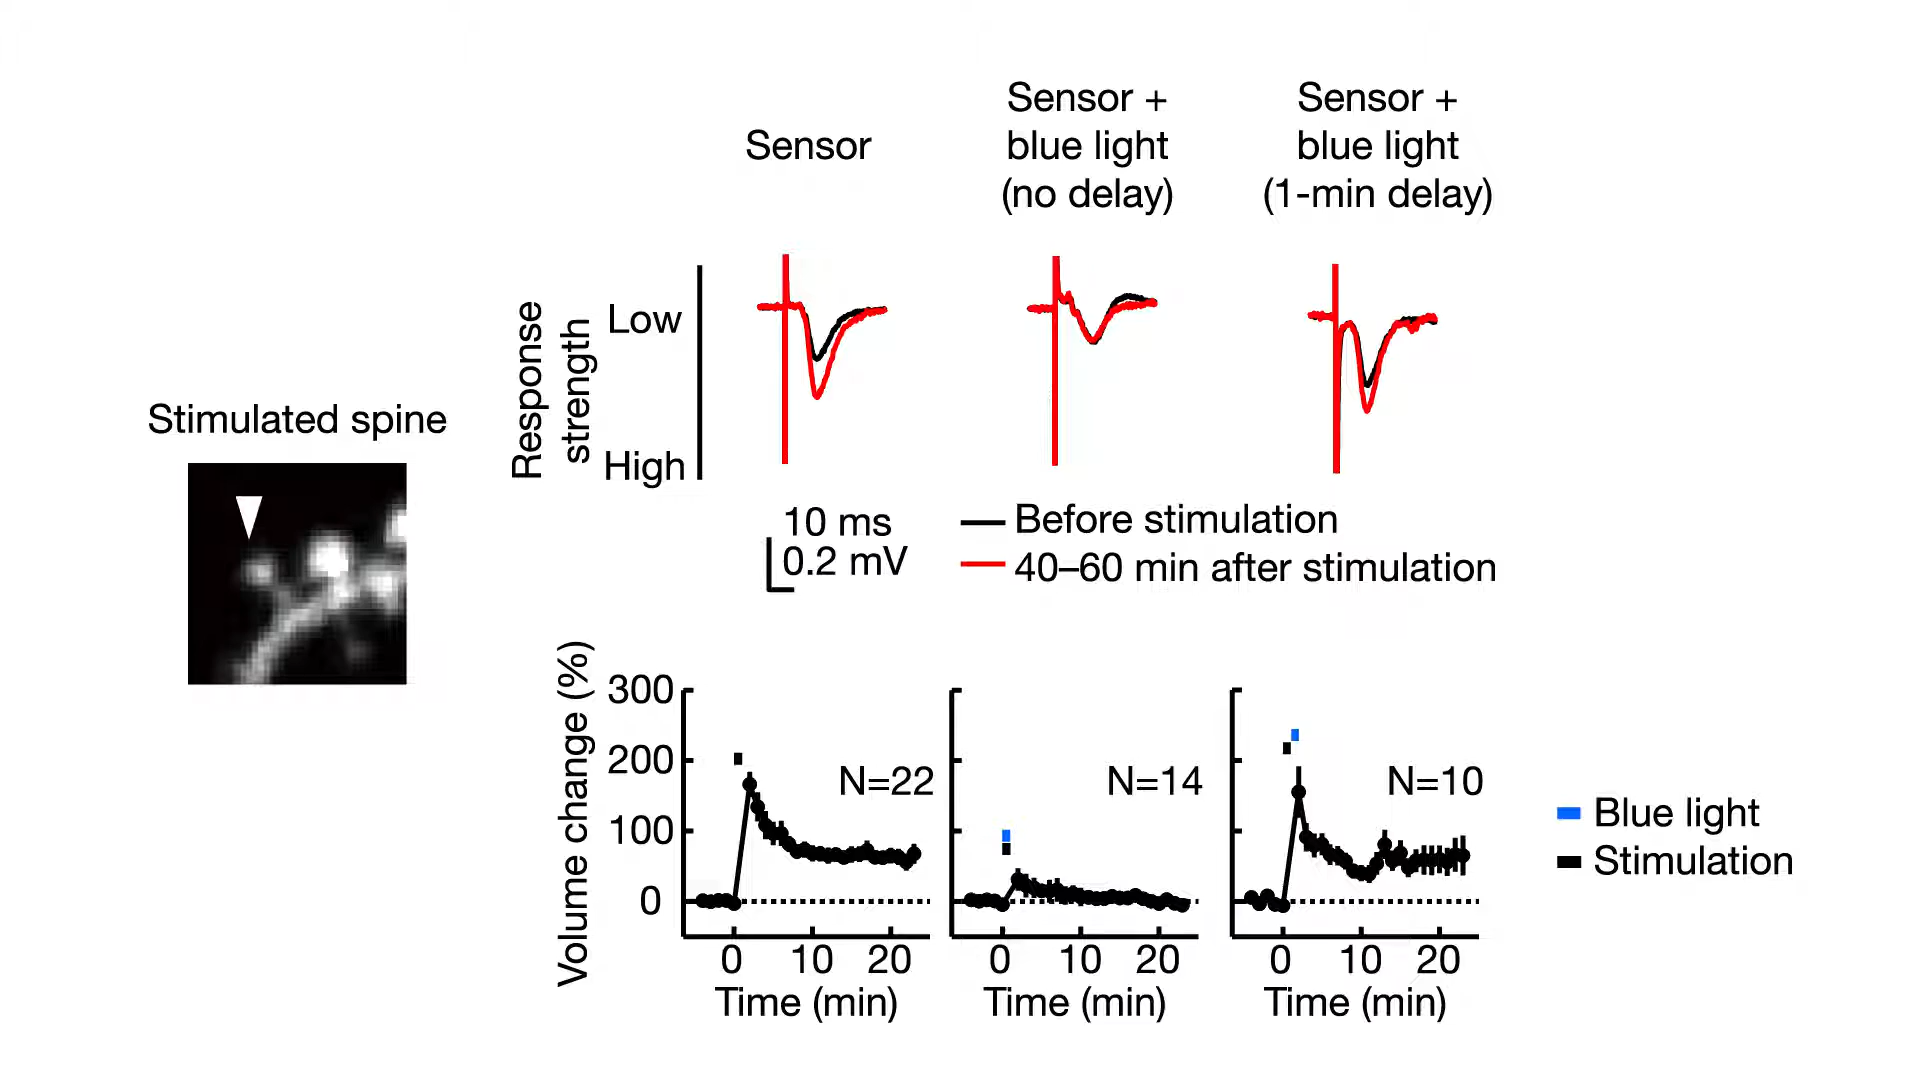 Sensor
Sensor +
blue light
(no delay)
Sensor +
blue light
(1-min delay)
Response
strength
Low
High
Stimulated spine
10 ms
0.2 mV
Before stimulation
40–60 min after stimulation
Volume change (%)
300
200
100
0
N=22
N=14
N=10
0 10 20
0 10 20
0 10 20
Time (min)
Time (min)
Time (min)
Blue light
Stimulation